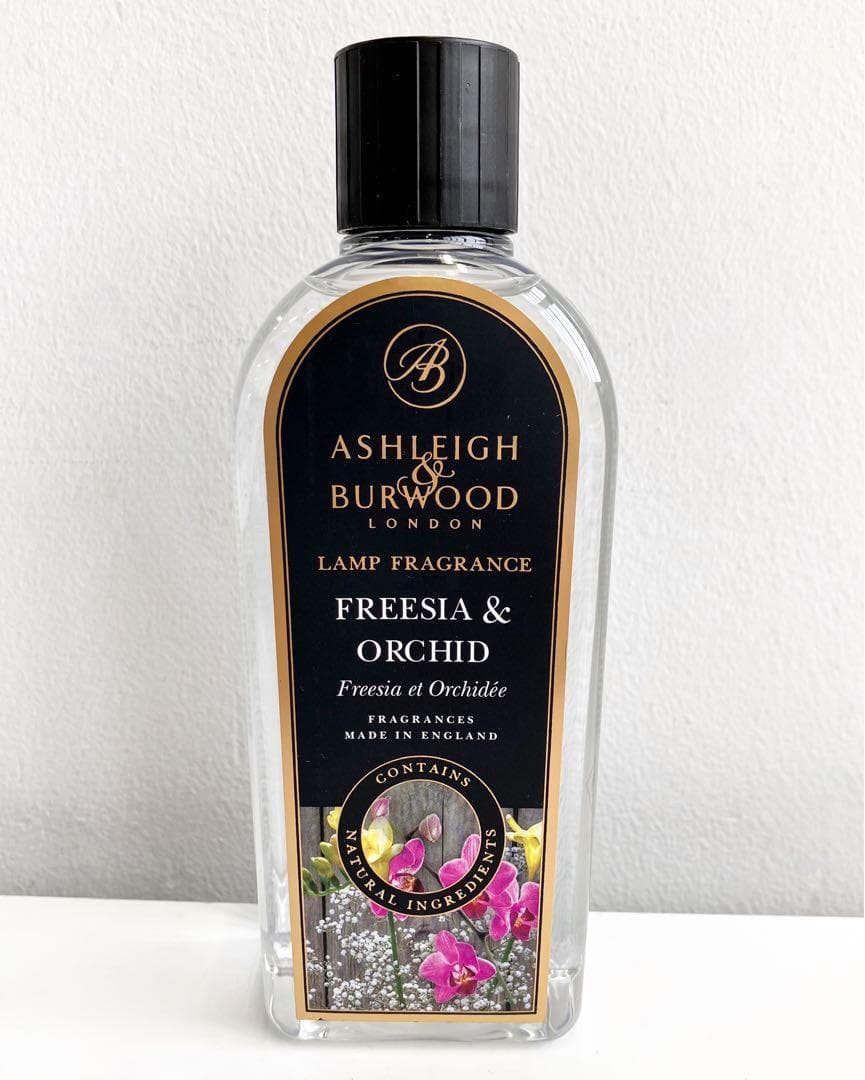 AB
ASHLEIGH
&
BURWOOD
LONDON
LAMP FRAGRANCE
FREESIA &
ORCHID
Freesia et Orchidée
FRAGRANCES
MADE IN ENGLAND
CONTAINS
NATURAL INGREDIENTS